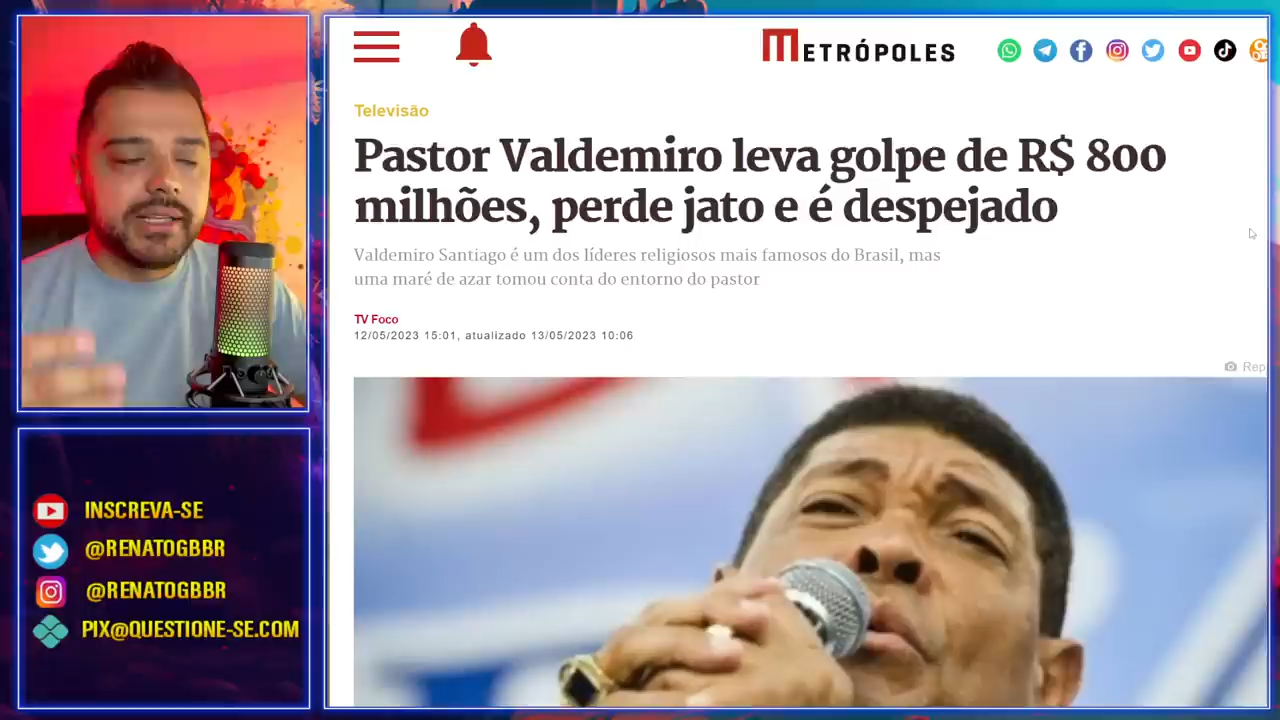 METRÓPOLES
Televisão
Pastor Valdemiro leva golpe de R$ 800
milhões, perde jato e é despejado
Valdemiro Santiago é um dos líderes religiosos mais famosos do Brasil, mas
uma maré de azar tomou conta do entorno do pastor
TV Foco
12/05/2023 15:01, atualizado 13/05/2023 10:06
Rep
INSCREVA-SE
@RENATOGBBR
@RENATOGBBR
PIX@QUESTIONE-SE.COM